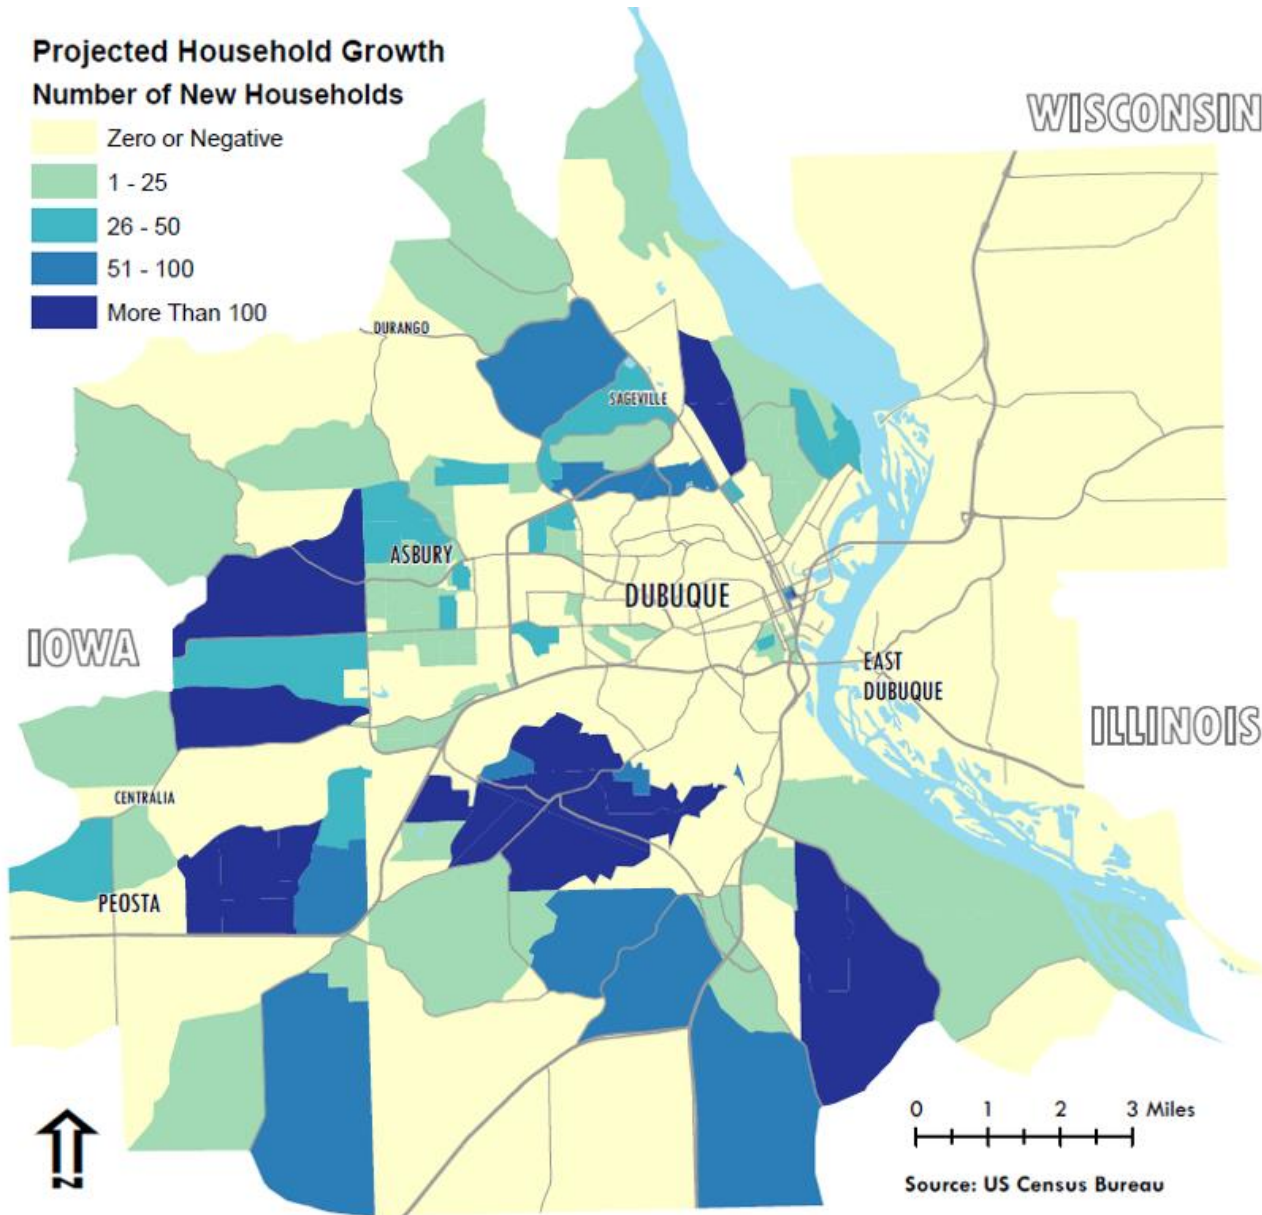 Projected Household Growth
Number of New Households
Zero or Negative
1 - 25
26 - 50
51 - 100
More Than 100
WISCONSIN
DURANGO
SAGEVILLE
ASBURY
DUBUQUE
IOWA
EAST
DUBUQUE
ILLINOIS
CENTRALIA
PEOSTA
0 1 2 3 Miles
N
Source: US Census Bureau